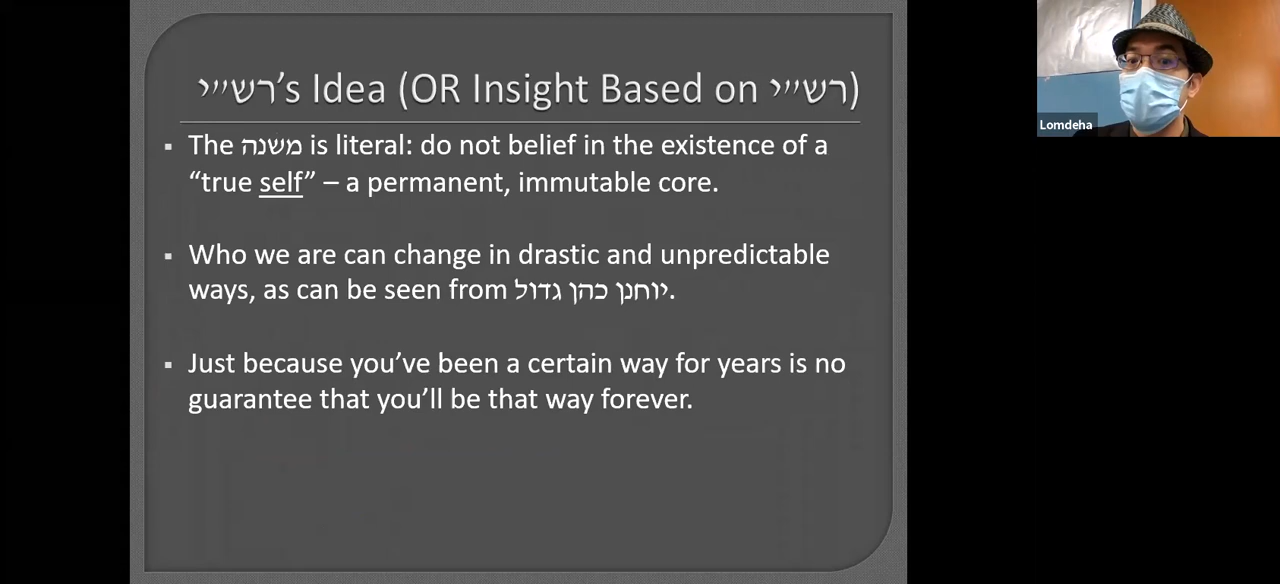 רש"י's Idea (OR Insight Based on רש"י)
▪ The משנה is literal: do not belief in the existence of a
“true self” – a permanent, immutable core.
▪ Who we are can change in drastic and unpredictable
ways, as can be seen from יוחנן כהן גדול.
▪ Just because you’ve been a certain way for years is no
guarantee that you’ll be that way forever.
Lomdeha